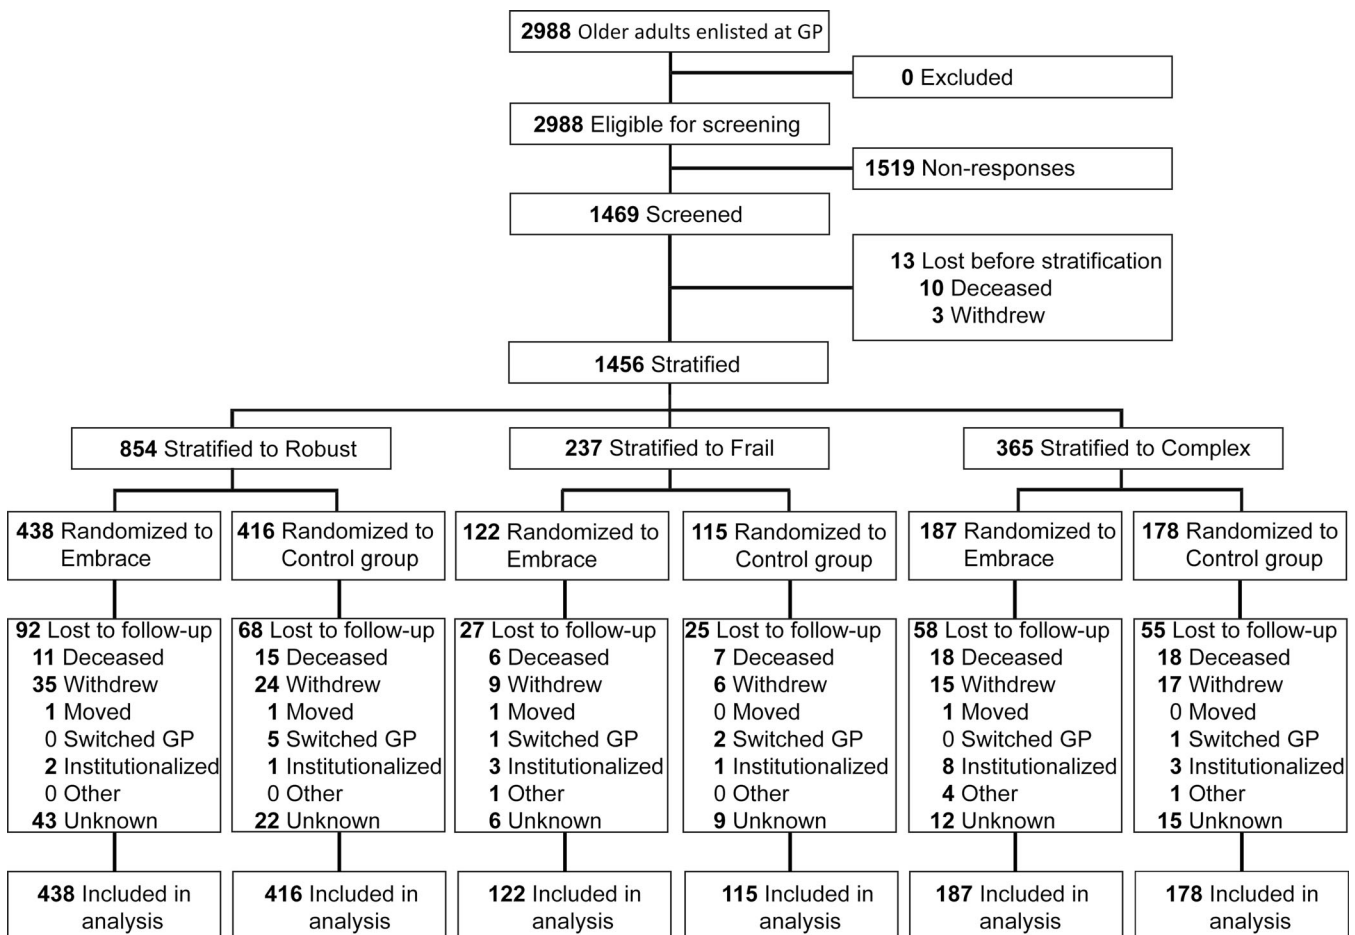 2988 Older adults enlisted at GP
0 Excluded
2988 Eligible for screening
1519 Non-responses
1469 Screened
13 Lost before stratification
10 Deceased
3 Withdrew
1456 Stratified
854 Stratified to Robust
237 Stratified to Frail
365 Stratified to Complex
438 Randomized to
Embrace
416 Randomized to
Control group
122 Randomized to
Embrace
115 Randomized to
Control group
187 Randomized to
Embrace
178 Randomized to
Control group
92 Lost to follow-up
11 Deceased
35 Withdrew
1 Moved
0 Switched GP
2 Institutionalized
0 Other
43 Unknown
68 Lost to follow-up
15 Deceased
24 Withdrew
1 Moved
5 Switched GP
1 Institutionalized
0 Other
22 Unknown
27 Lost to follow-up
6 Deceased
9 Withdrew
1 Moved
1 Switched GP
3 Institutionalized
1 Other
6 Unknown
25 Lost to follow-up
7 Deceased
6 Withdrew
0 Moved
2 Switched GP
1 Institutionalized
0 Other
9 Unknown
58 Lost to follow-up
18 Deceased
15 Withdrew
1 Moved
0 Switched GP
8 Institutionalized
4 Other
12 Unknown
55 Lost to follow-up
18 Deceased
17 Withdrew
0 Moved
1 Switched GP
3 Institutionalized
1 Other
15 Unknown
438 Included in
analysis
416 Included in
analysis
122 Included in
analysis
115 Included in
analysis
187 Included in
analysis
178 Included in
analysis